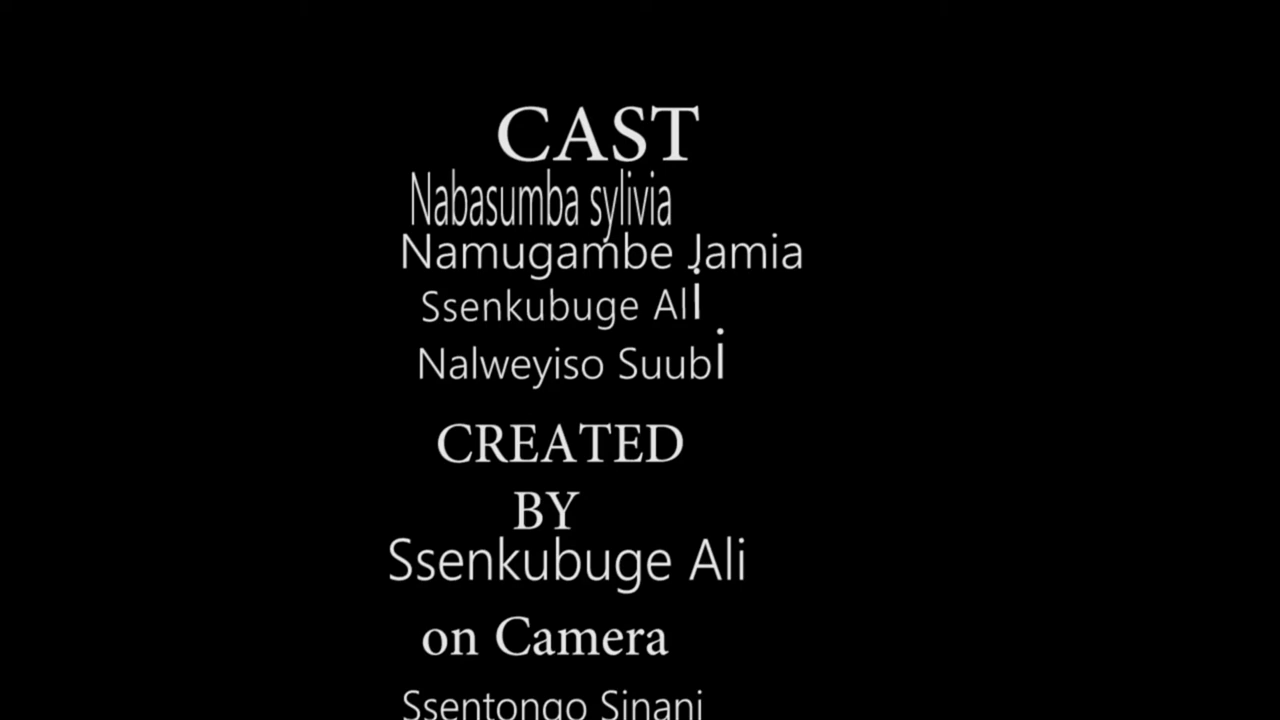 CAST
Nabasumba sylivia
Namugambe Jamia
Ssenkubuge Ali
Nalweyiso Suubi
CREATED
BY
Ssenkubuge Ali
on Camera
Ssentongo Sinani